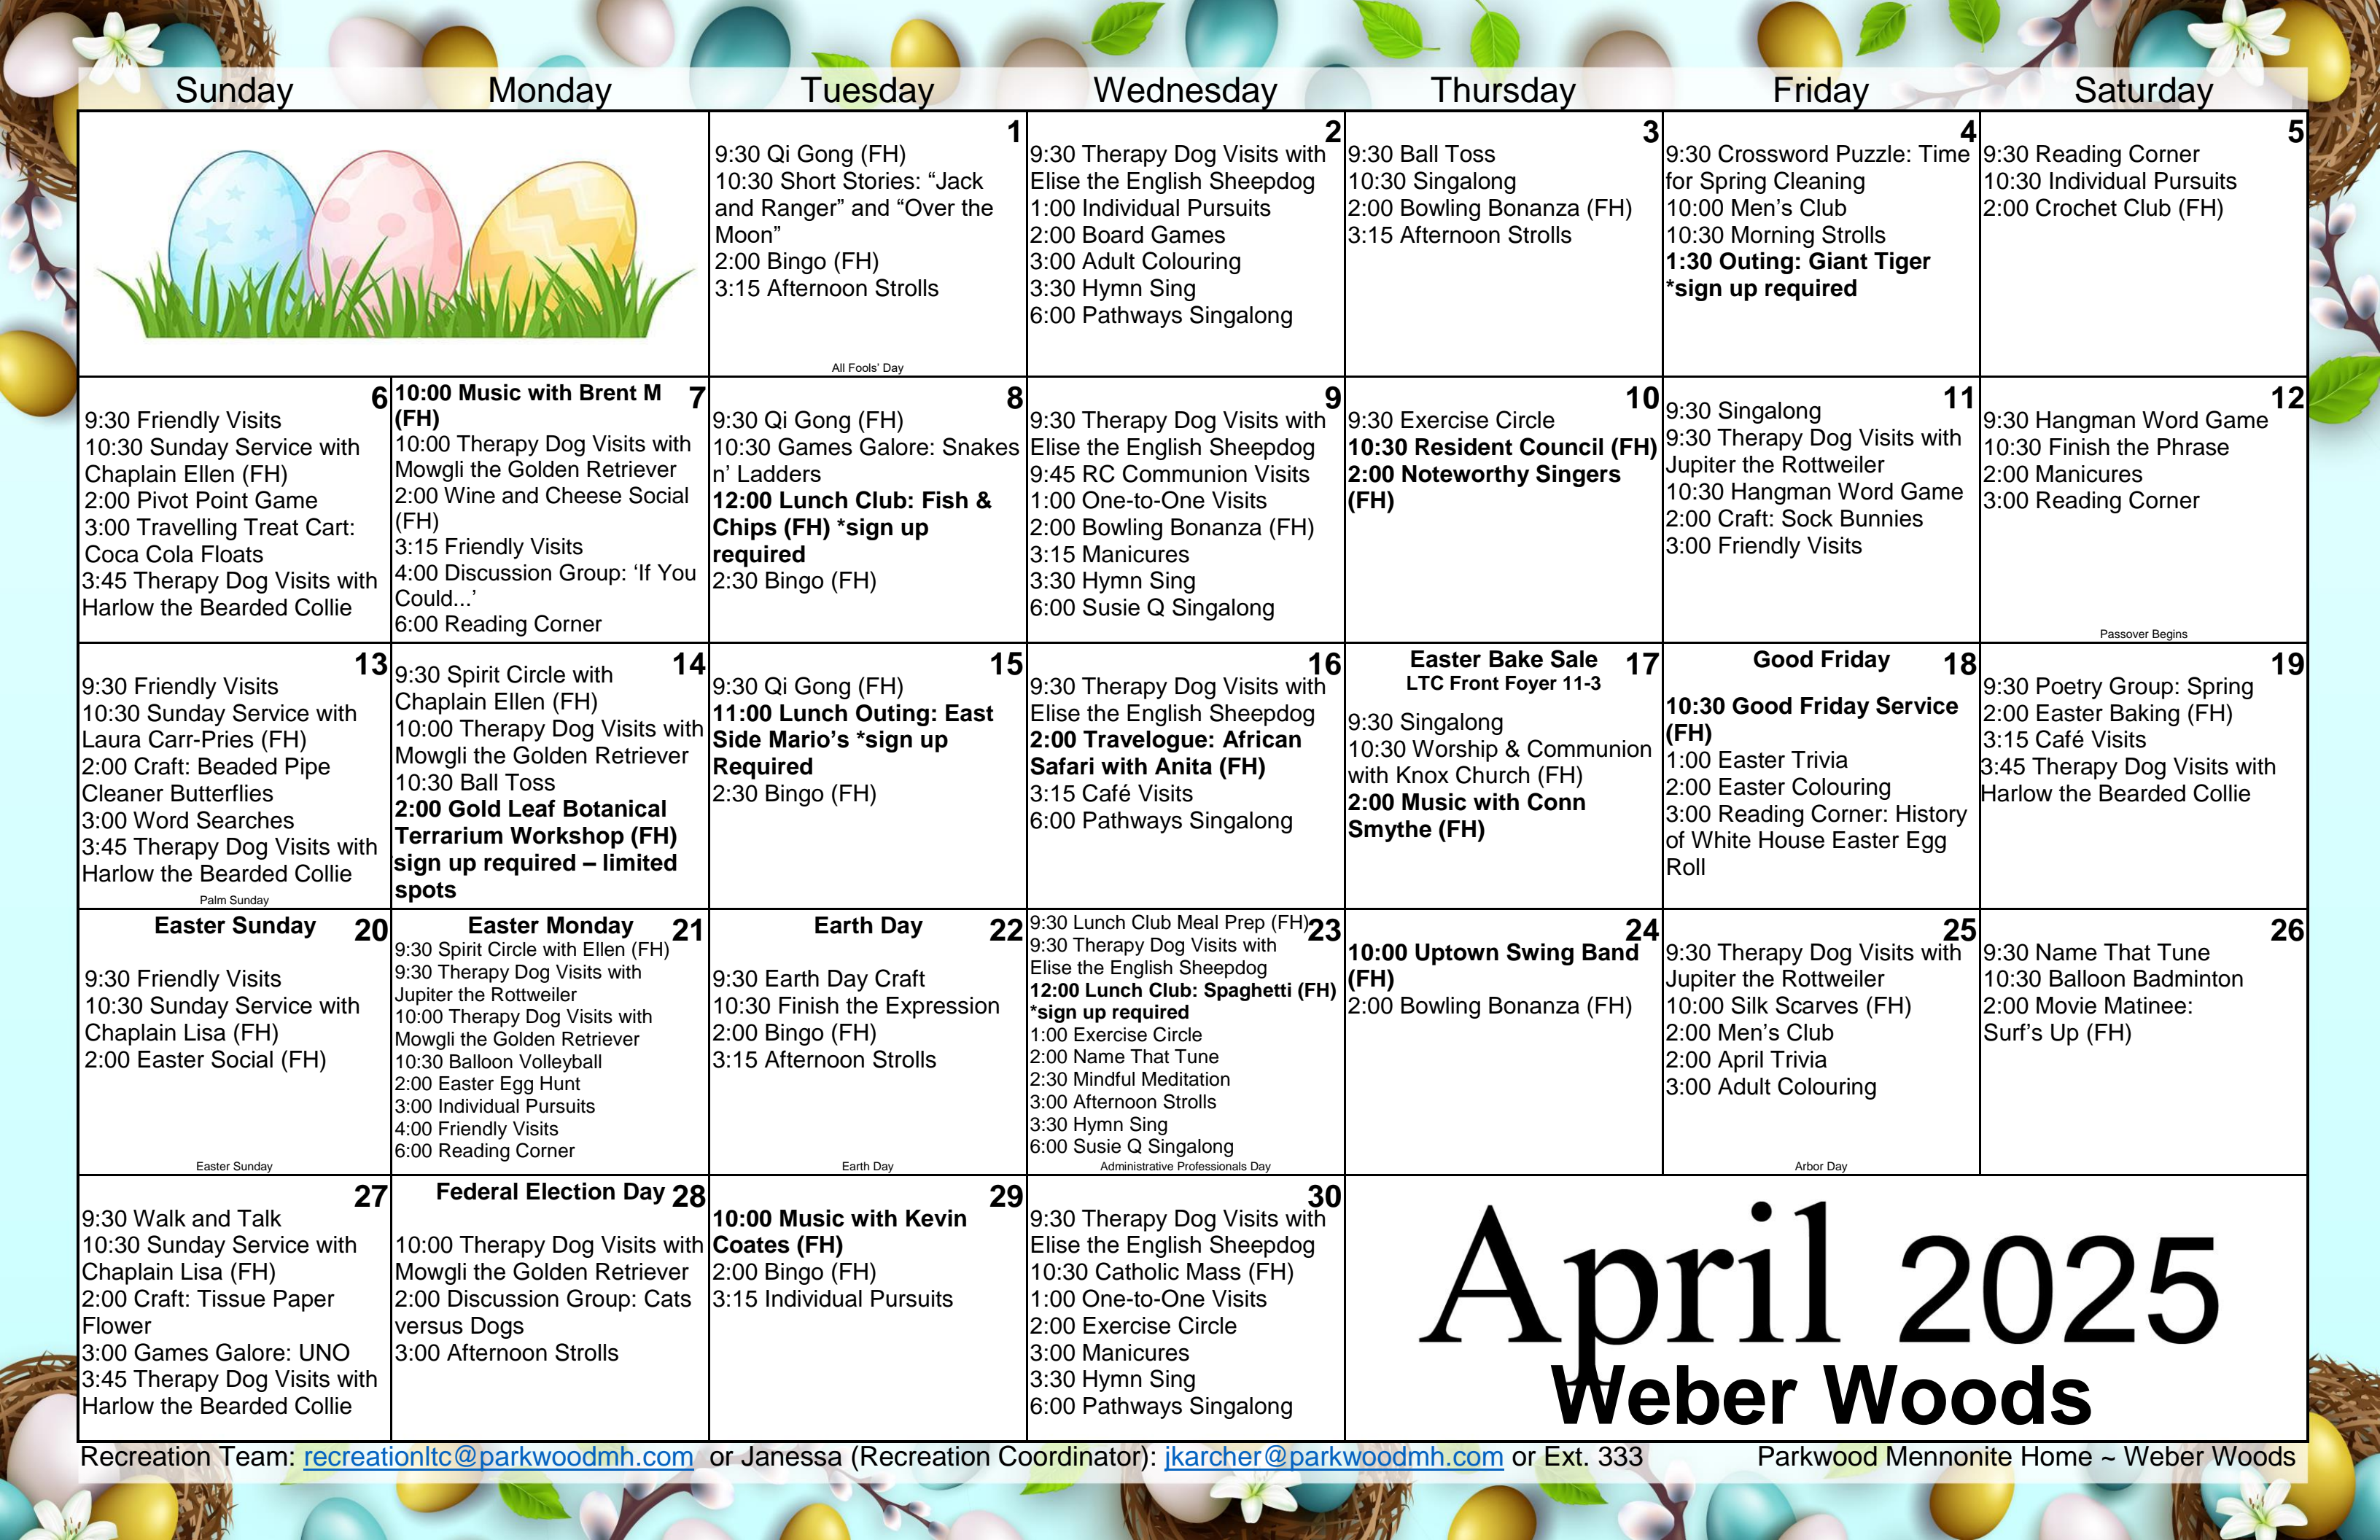 Sunday Monday Tuesday Wednesday Thursday Friday Saturday
1
9:30 Qi Gong (FH)
10:30 Short Stories: “Jack
and Ranger” and “Over the
Moon”
2:00 Bingo (FH)
3:15 Afternoon Strolls
All Fools’ Day
2
9:30 Therapy Dog Visits with
Elise the English Sheepdog
1:00 Individual Pursuits
2:00 Board Games
3:00 Adult Colouring
3:30 Hymn Sing
6:00 Pathways Singalong
3
9:30 Ball Toss
10:30 Singalong
2:00 Bowling Bonanza (FH)
3:15 Afternoon Strolls
4
9:30 Crossword Puzzle: Time
for Spring Cleaning
10:00 Men’s Club
10:30 Morning Strolls
1:30 Outing: Giant Tiger
*sign up required
5
9:30 Reading Corner
10:30 Individual Pursuits
2:00 Crochet Club (FH)
6
9:30 Friendly Visits
10:30 Sunday Service with
Chaplain Ellen (FH)
2:00 Pivot Point Game
3:00 Travelling Treat Cart:
Coca Cola Floats
3:45 Therapy Dog Visits with
Harlow the Bearded Collie
10:00 Music with Brent M 7
(FH)
10:00 Therapy Dog Visits with
Mowgli the Golden Retriever
2:00 Wine and Cheese Social
(FH)
3:15 Friendly Visits
4:00 Discussion Group: ‘If You
Could...’
6:00 Reading Corner
8
9:30 Qi Gong (FH)
10:30 Games Galore: Snakes
n’ Ladders
12:00 Lunch Club: Fish &
Chips (FH) *sign up
required
2:30 Bingo (FH)
9
9:30 Therapy Dog Visits with
Elise the English Sheepdog
9:45 RC Communion Visits
1:00 One-to-One Visits
2:00 Bowling Bonanza (FH)
3:15 Manicures
3:30 Hymn Sing
6:00 Susie Q Singalong
10
9:30 Exercise Circle
10:30 Resident Council (FH)
2:00 Noteworthy Singers
(FH)
11
9:30 Singalong
9:30 Therapy Dog Visits with
Jupiter the Rottweiler
10:30 Hangman Word Game
2:00 Craft: Sock Bunnies
3:00 Friendly Visits
12
9:30 Hangman Word Game
10:30 Finish the Phrase
2:00 Manicures
3:00 Reading Corner
Passover Begins
13
9:30 Friendly Visits
10:30 Sunday Service with
Laura Carr-Pries (FH)
2:00 Craft: Beaded Pipe
Cleaner Butterflies
3:00 Word Searches
3:45 Therapy Dog Visits with
Harlow the Bearded Collie
Palm Sunday
14
9:30 Spirit Circle with
Chaplain Ellen (FH)
10:00 Therapy Dog Visits with
Mowgli the Golden Retriever
10:30 Ball Toss
2:00 Gold Leaf Botanical
Terrarium Workshop (FH)
sign up required – limited
spots
15
9:30 Qi Gong (FH)
11:00 Lunch Outing: East
Side Mario’s *sign up
Required
2:30 Bingo (FH)
16
9:30 Therapy Dog Visits with
Elise the English Sheepdog
2:00 Travelogue: African
Safari with Anita (FH)
3:15 Café Visits
6:00 Pathways Singalong
Easter Bake Sale 17
LTC Front Foyer 11-3
9:30 Singalong
10:30 Worship & Communion
with Knox Church (FH)
2:00 Music with Conn
Smythe (FH)
Good Friday 18
10:30 Good Friday Service
(FH)
1:00 Easter Trivia
2:00 Easter Colouring
3:00 Reading Corner: History
of White House Easter Egg
Roll
19
9:30 Poetry Group: Spring
2:00 Easter Baking (FH)
3:15 Café Visits
3:45 Therapy Dog Visits with
Harlow the Bearded Collie
Easter Sunday 20
9:30 Friendly Visits
10:30 Sunday Service with
Chaplain Lisa (FH)
2:00 Easter Social (FH)
Easter Sunday
Easter Monday 21
9:30 Spirit Circle with Ellen (FH)
9:30 Therapy Dog Visits with
Jupiter the Rottweiler
10:00 Therapy Dog Visits with
Mowgli the Golden Retriever
10:30 Balloon Volleyball
2:00 Easter Egg Hunt
3:00 Individual Pursuits
4:00 Friendly Visits
6:00 Reading Corner
Earth Day 22
9:30 Earth Day Craft
10:30 Finish the Expression
2:00 Bingo (FH)
3:15 Afternoon Strolls
Earth Day
9:30 Lunch Club Meal Prep (FH) 23
9:30 Therapy Dog Visits with
Elise the English Sheepdog
12:00 Lunch Club: Spaghetti (FH)
*sign up required
1:00 Exercise Circle
2:00 Name That Tune
2:30 Mindful Meditation
3:00 Afternoon Strolls
3:30 Hymn Sing
6:00 Susie Q Singalong
Administrative Professionals Day
24
10:00 Uptown Swing Band
(FH)
2:00 Bowling Bonanza (FH)
25
9:30 Therapy Dog Visits with
Jupiter the Rottweiler
10:00 Silk Scarves (FH)
2:00 Men’s Club
2:00 April Trivia
3:00 Adult Colouring
Arbor Day
26
9:30 Name That Tune
10:30 Balloon Badminton
2:00 Movie Matinee:
Surf’s Up (FH)
27
9:30 Walk and Talk
10:30 Sunday Service with
Chaplain Lisa (FH)
2:00 Craft: Tissue Paper
Flower
3:00 Games Galore: UNO
3:45 Therapy Dog Visits with
Harlow the Bearded Collie
Federal Election Day 28
10:00 Therapy Dog Visits with
Mowgli the Golden Retriever
2:00 Discussion Group: Cats
versus Dogs
3:00 Afternoon Strolls
29
10:00 Music with Kevin
Coates (FH)
2:00 Bingo (FH)
3:15 Individual Pursuits
30
9:30 Therapy Dog Visits with
Elise the English Sheepdog
10:30 Catholic Mass (FH)
1:00 One-to-One Visits
2:00 Exercise Circle
3:00 Manicures
3:30 Hymn Sing
6:00 Pathways Singalong
April 2025
Weber Woods
Recreation Team: recreationltc@parkwoodmh.com or Janessa (Recreation Coordinator): jkarcher@parkwoodmh.com or Ext. 333 Parkwood Mennonite Home ~ Weber Woods